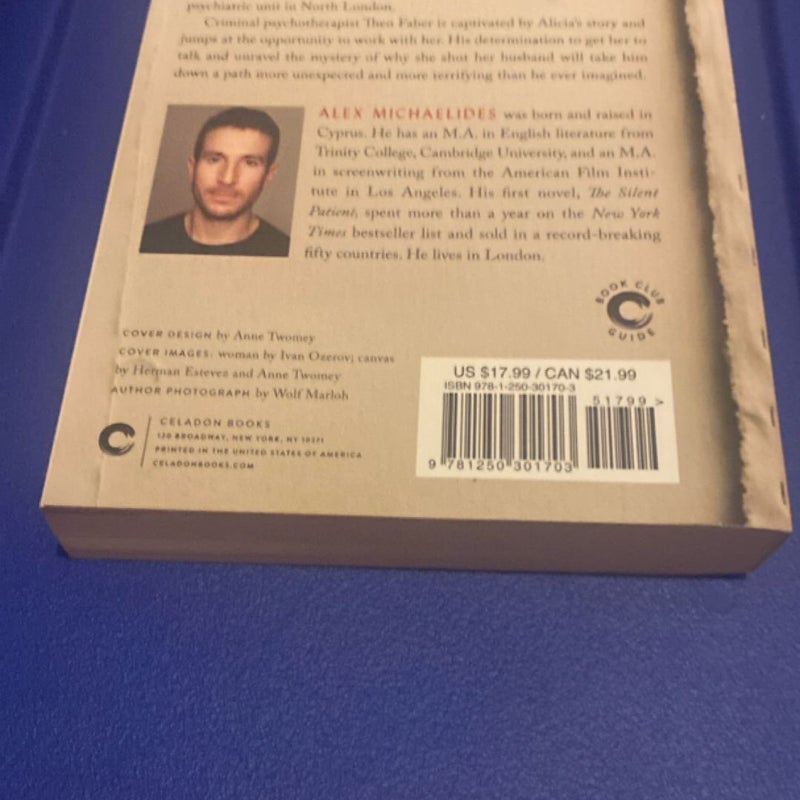 psychiatric unit in North London.
Criminal psychotherapist Theo Faber is captivated by Alicia's story and
jumps at the opportunity to work with her. His determination to get her to
talk and unravel the mystery of why she shot her husband will take him
down a path more unexpected and more terrifying than he ever imagined.
ALEX MICHAELIDES was born and raised in
Cyprus. He has an M.A. in English literature from
Trinity College, Cambridge University, and an M.A.
in screenwriting from the American Film Insti-
tute in Los Angeles. His first novel, The Silent
Patient, spent more than a year on the New York
Times bestseller list and sold in a record-breaking
fifty countries. He lives in London.
BOOK CLUB
GUIDE
COVER DESIGN by Anne Twomey
COVER IMAGES: woman by Ivan Ozerov; canvas
by Herman Estevez and Anne Twomey
AUTHOR PHOTOGRAPH by Wolf Marloh
CELADON BOOKS
120 BROADWAY, NEW YORK, NY 10271
PRINTED IN THE UNITED STATES OF AMERICA
CELADONBOOKS.COM
US $17.99 / CAN $21.99
ISBN 978-1-250-30170-3
51799 >
9 781250 301703